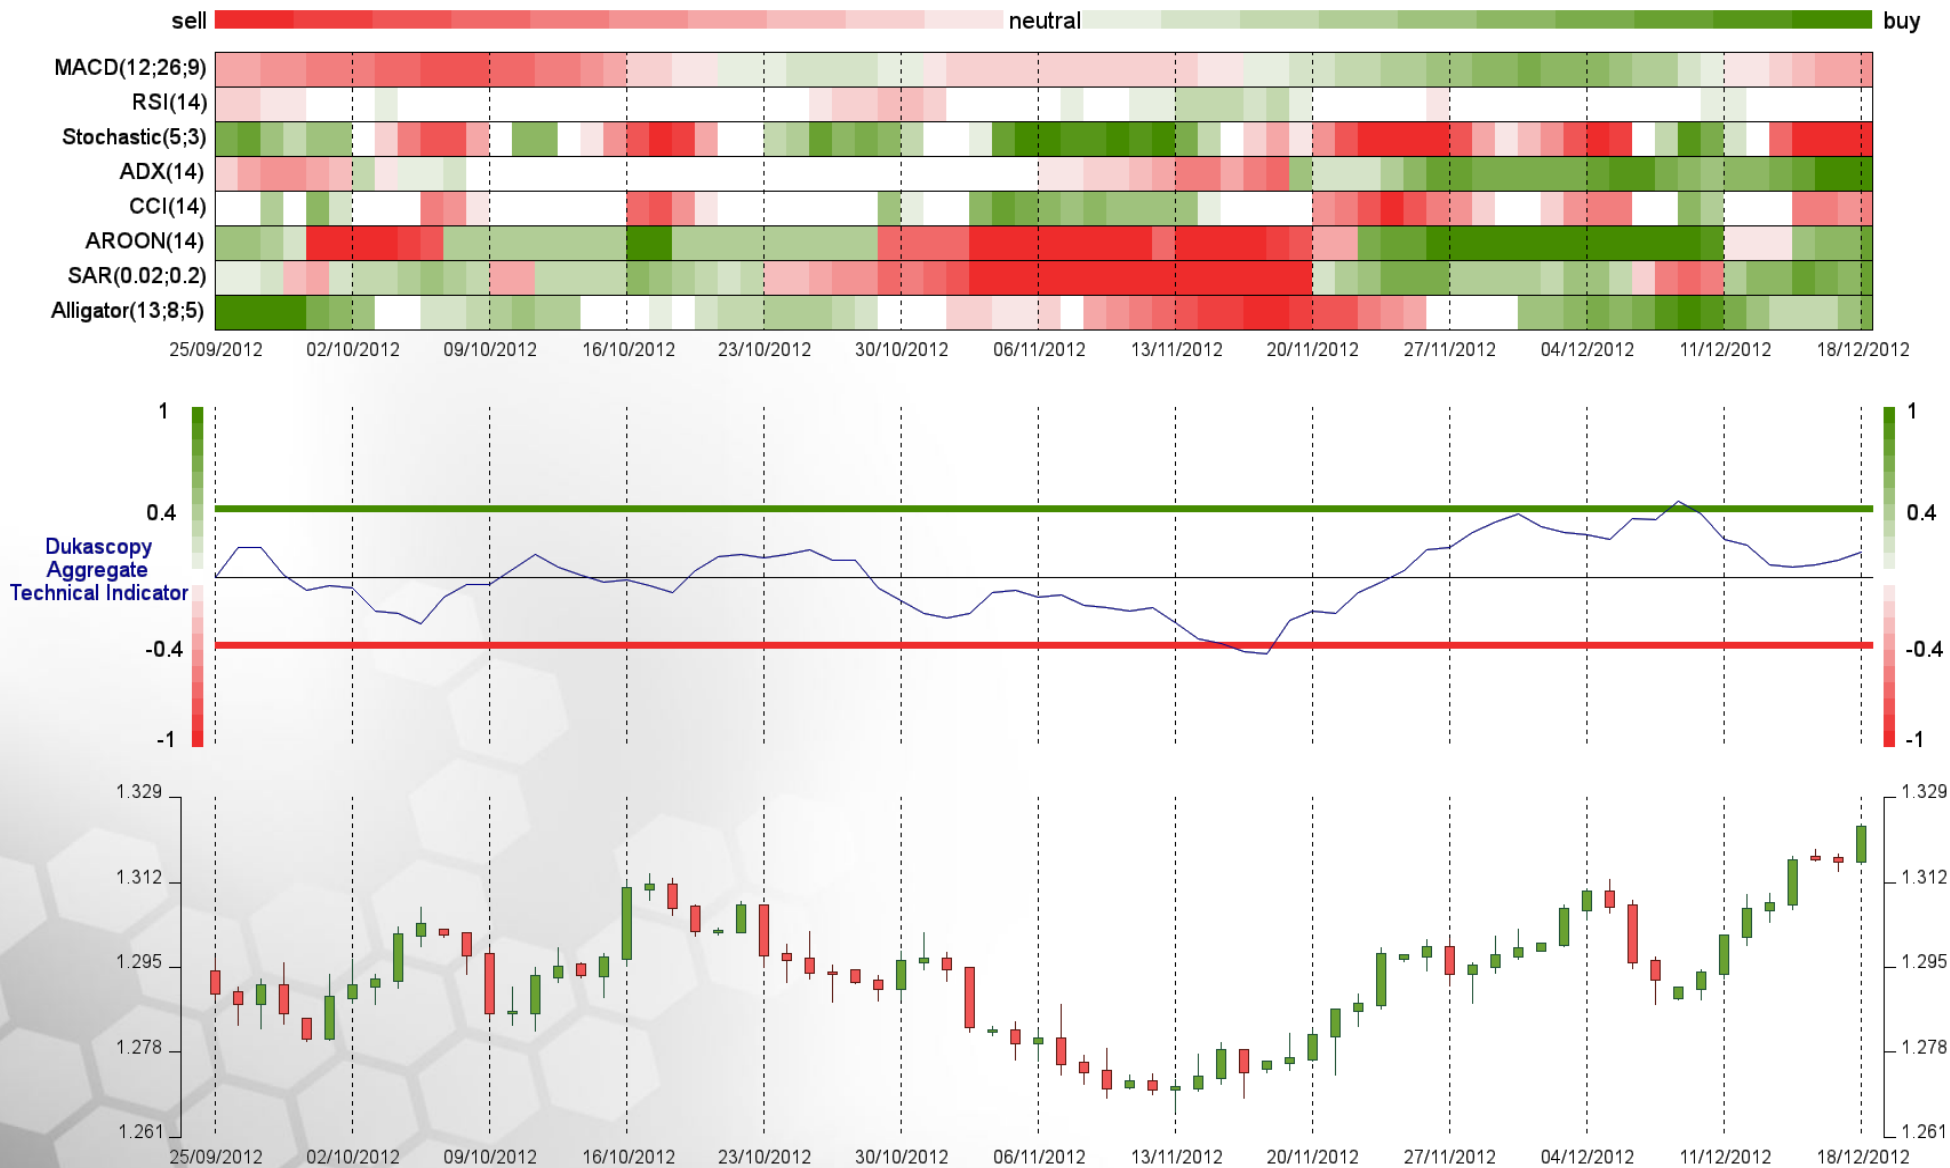 sell neutral buy
MACD(12;26;9)
RSI(14)
Stochastic(5;3)
ADX(14)
CCI(14)
AROON(14)
SAR(0.02;0.2)
Alligator(13;8;5)
25/09/2012 02/10/2012 09/10/2012 16/10/2012 23/10/2012 30/10/2012 06/11/2012 13/11/2012 20/11/2012 27/11/2012 04/12/2012 11/12/2012 18/12/2012
1 1
0.4 0.4
Dukascopy
Aggregate
Technical Indicator
-0.4 -0.4
-1 -1
1.329 1.329
1.312 1.312
1.295 1.295
1.278 1.278
1.261 1.261
25/09/2012 02/10/2012 09/10/2012 16/10/2012 23/10/2012 30/10/2012 06/11/2012 13/11/2012 20/11/2012 27/11/2012 04/12/2012 11/12/2012 18/12/2012